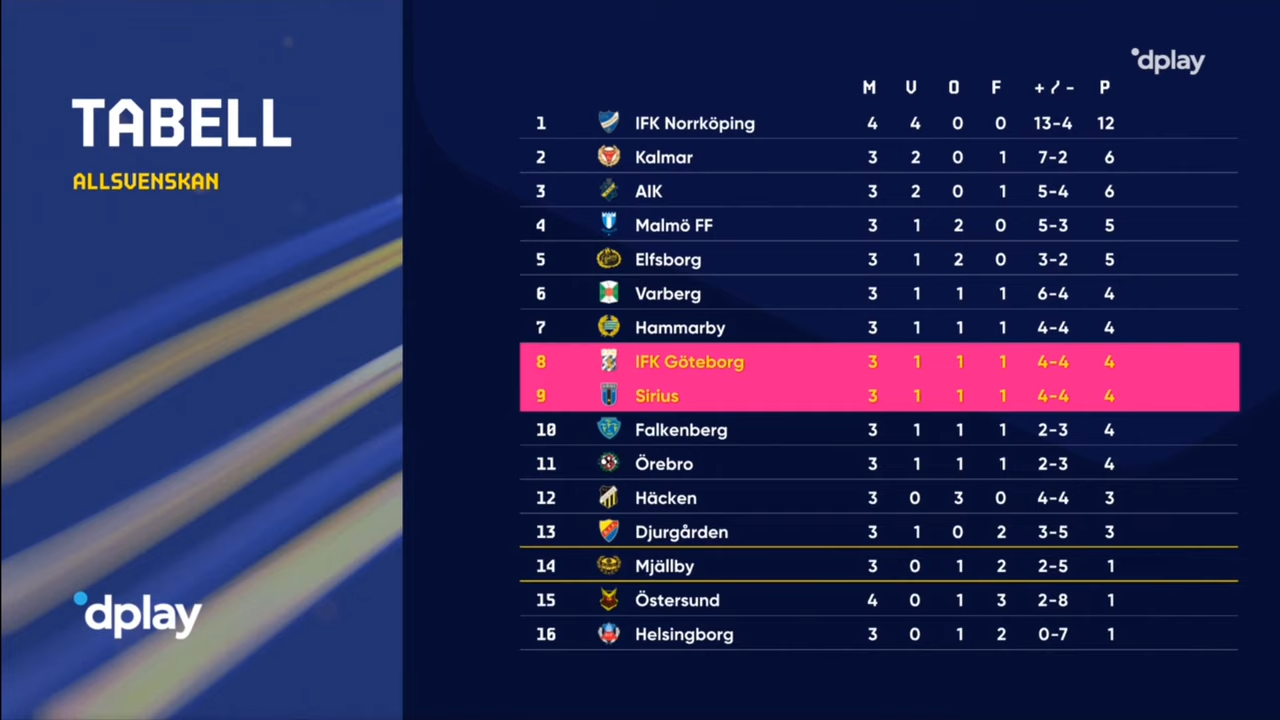 dplay
TABELL
ALLSVENSKAN
M V O F +/- P
1 IFK Norrköping 4 4 0 0 13-4 12
2 Kalmar 3 2 0 1 7-2 6
3 AIK 3 2 0 1 5-4 6
4 Malmö FF 3 1 2 0 5-3 5
5 Elfsborg 3 1 2 0 3-2 5
6 Varberg 3 1 1 1 6-4 4
7 Hammarby 3 1 1 1 4-4 4
8 IFK Göteborg 3 1 1 1 4-4 4
9 Sirius 3 1 1 1 4-4 4
10 Falkenberg 3 1 1 1 2-3 4
11 Örebro 3 1 1 1 2-3 4
12 Häcken 3 0 3 0 4-4 3
13 Djurgården 3 1 0 2 3-5 3
14 Mjällby 3 0 1 2 2-5 1
15 Östersund 4 0 1 3 2-8 1
16 Helsingborg 3 0 1 2 0-7 1
dplay